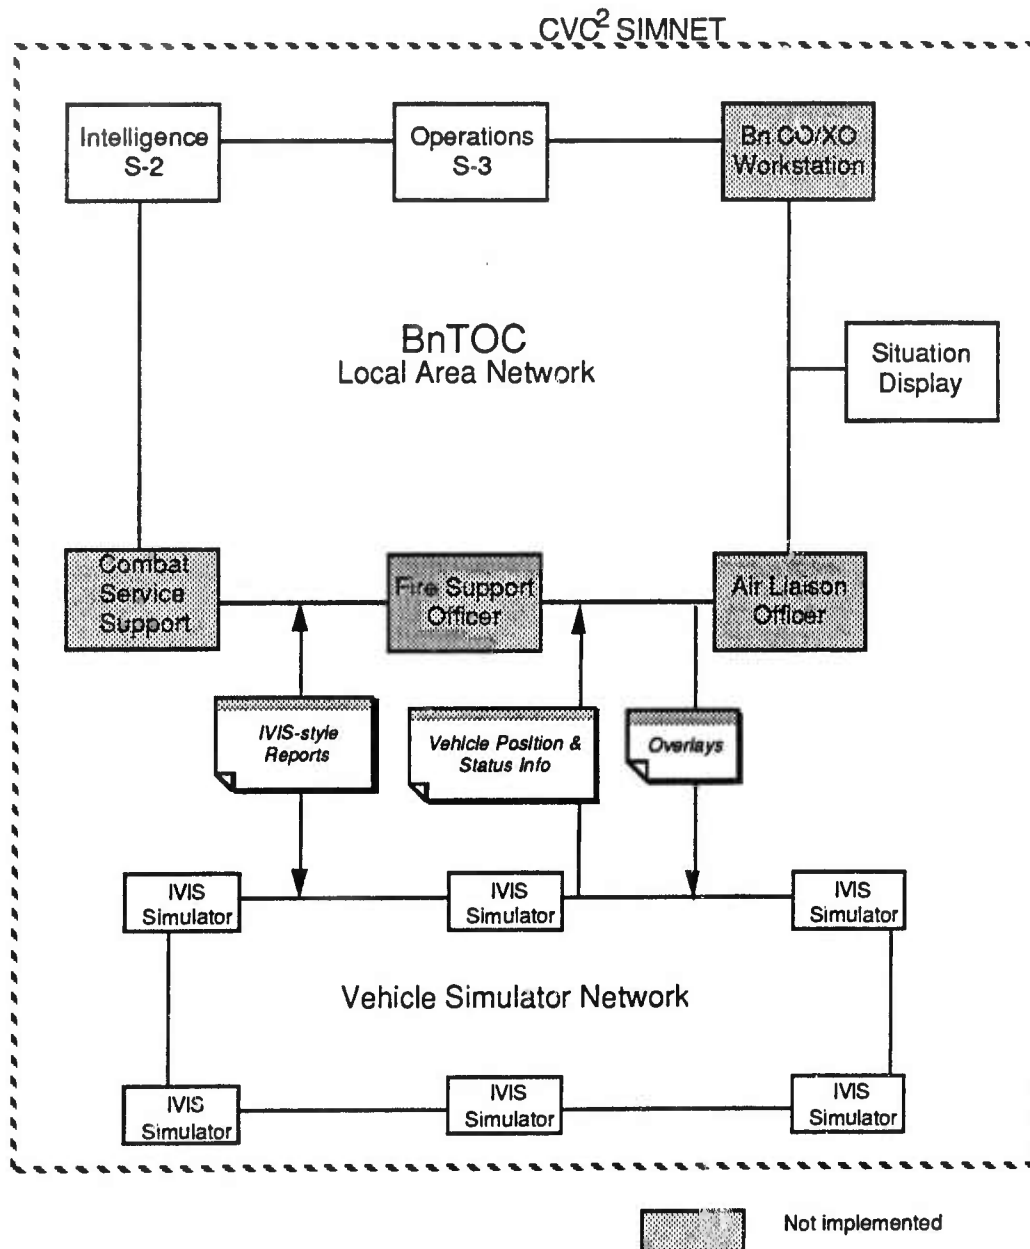 CVC² SIMNET
Intelligence
S-2
Operations
S-3
Bn CO/XO
Workstation
BnTOC
Local Area Network
Situation
Display
Combat
Service
Support
Fire Support
Officer
Air Liaison
Officer
IVIS-style
Reports
Vehicle Position &
Status Info
Overlays
IVIS
Simulator
IVIS
Simulator
IVIS
Simulator
Vehicle Simulator Network
IVIS
Simulator
IVIS
Simulator
IVIS
Simulator
Not implemented